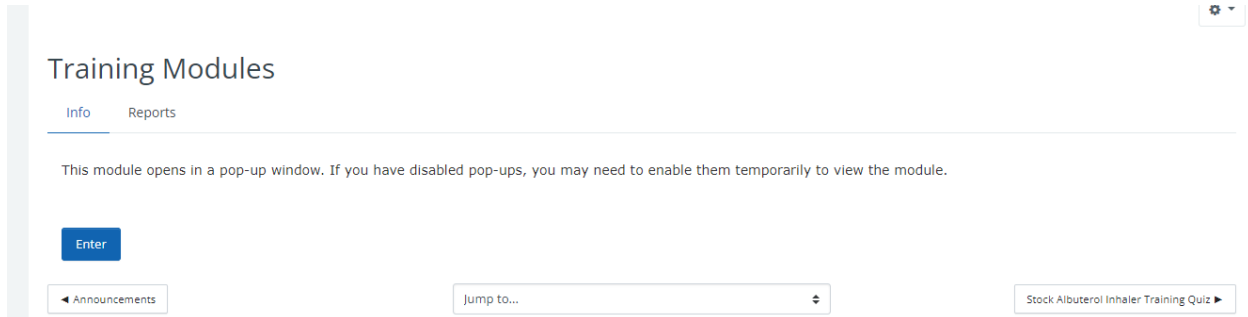 Training Modules
Info Reports
This module opens in a pop-up window. If you have disabled pop-ups, you may need to enable them temporarily to view the module.
Enter
◄ Announcements Jump to... Stock Albuterol Inhaler Training Quiz ►